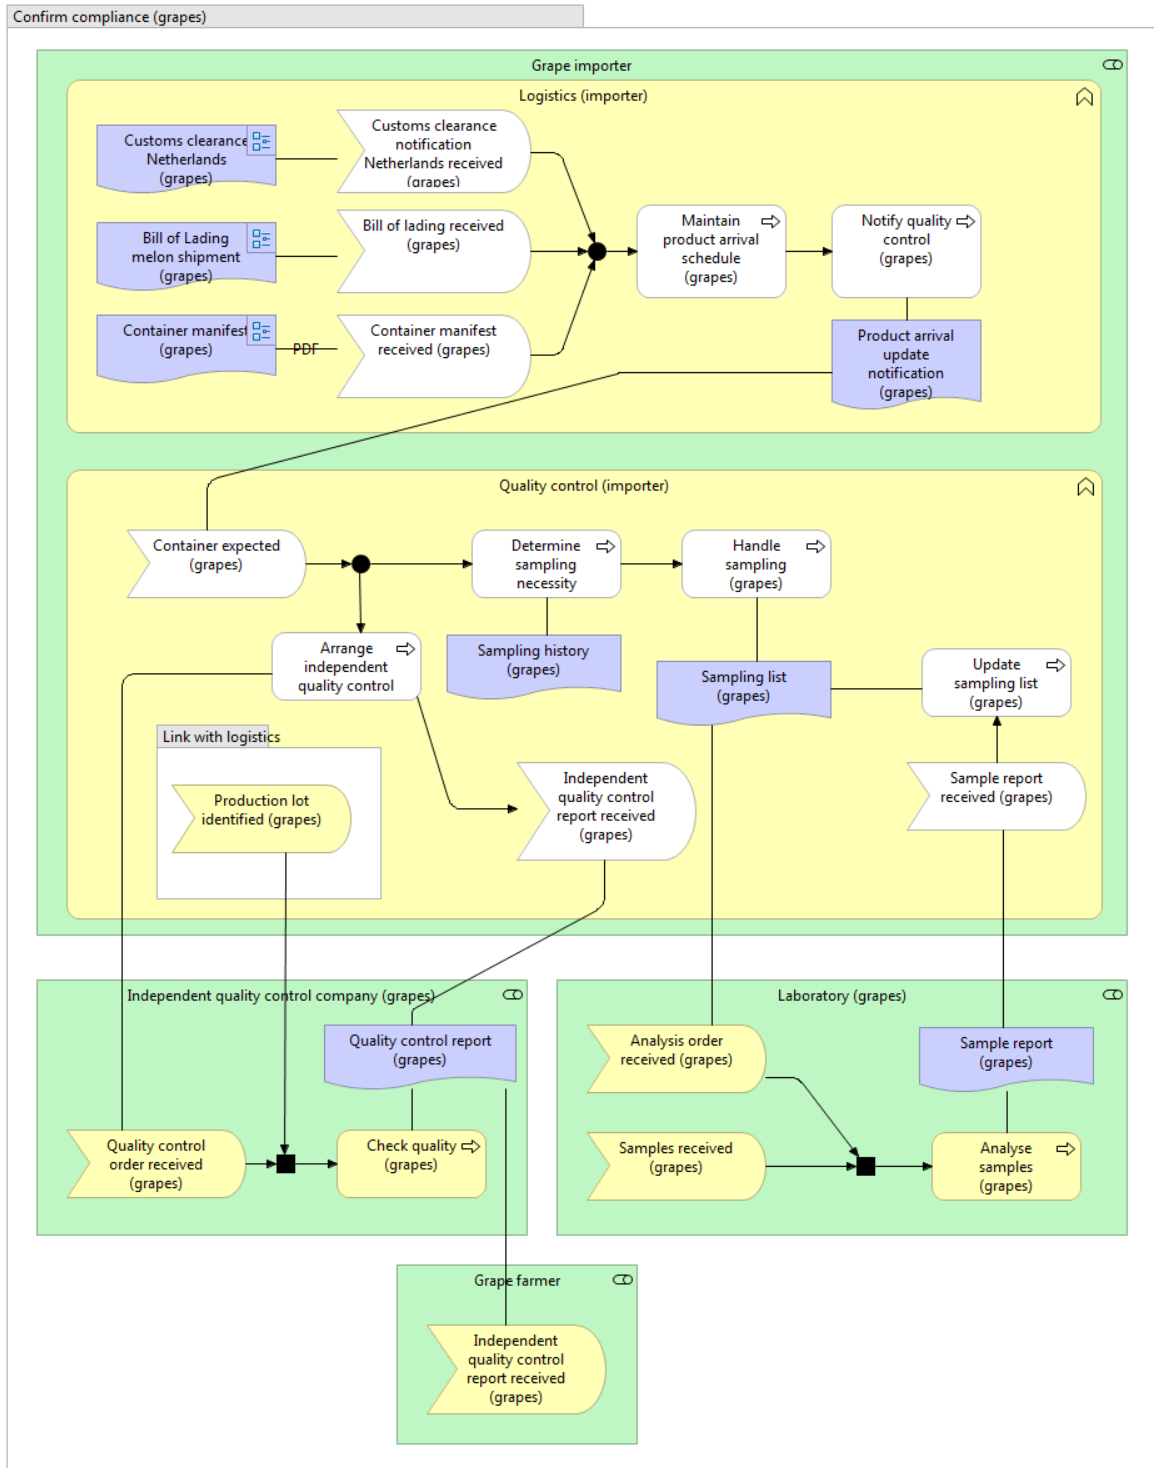 Confirm compliance (grapes)
Grape importer
Logistics (importer)
Customs clearance
Netherlands
(grapes)
Customs clearance
notification
Netherlands received
(grapes)
Bill of Lading
melon shipment
(grapes)
Bill of lading received
(grapes)
Maintain
product arrival
schedule
(grapes)
Notify quality
control
(grapes)
Container manifest
(grapes)
PDF
Container manifest
received (grapes)
Product arrival
update
notification
(grapes)
Quality control (importer)
Container expected
(grapes)
Determine
sampling
necessity
Handle
sampling
(grapes)
Arrange
independent
quality control
Sampling history
(grapes)
Sampling list
(grapes)
Update
sampling list
(grapes)
Link with logistics
Production lot
identified (grapes)
Independent
quality control
report received
(grapes)
Sample report
received (grapes)
Independent quality control company (grapes)
Quality control report
(grapes)
Quality control
order received
(grapes)
Check quality
(grapes)
Laboratory (grapes)
Analysis order
received (grapes)
Sample report
(grapes)
Samples received
(grapes)
Analyse
samples
(grapes)
Grape farmer
Independent
quality control
report received
(grapes)